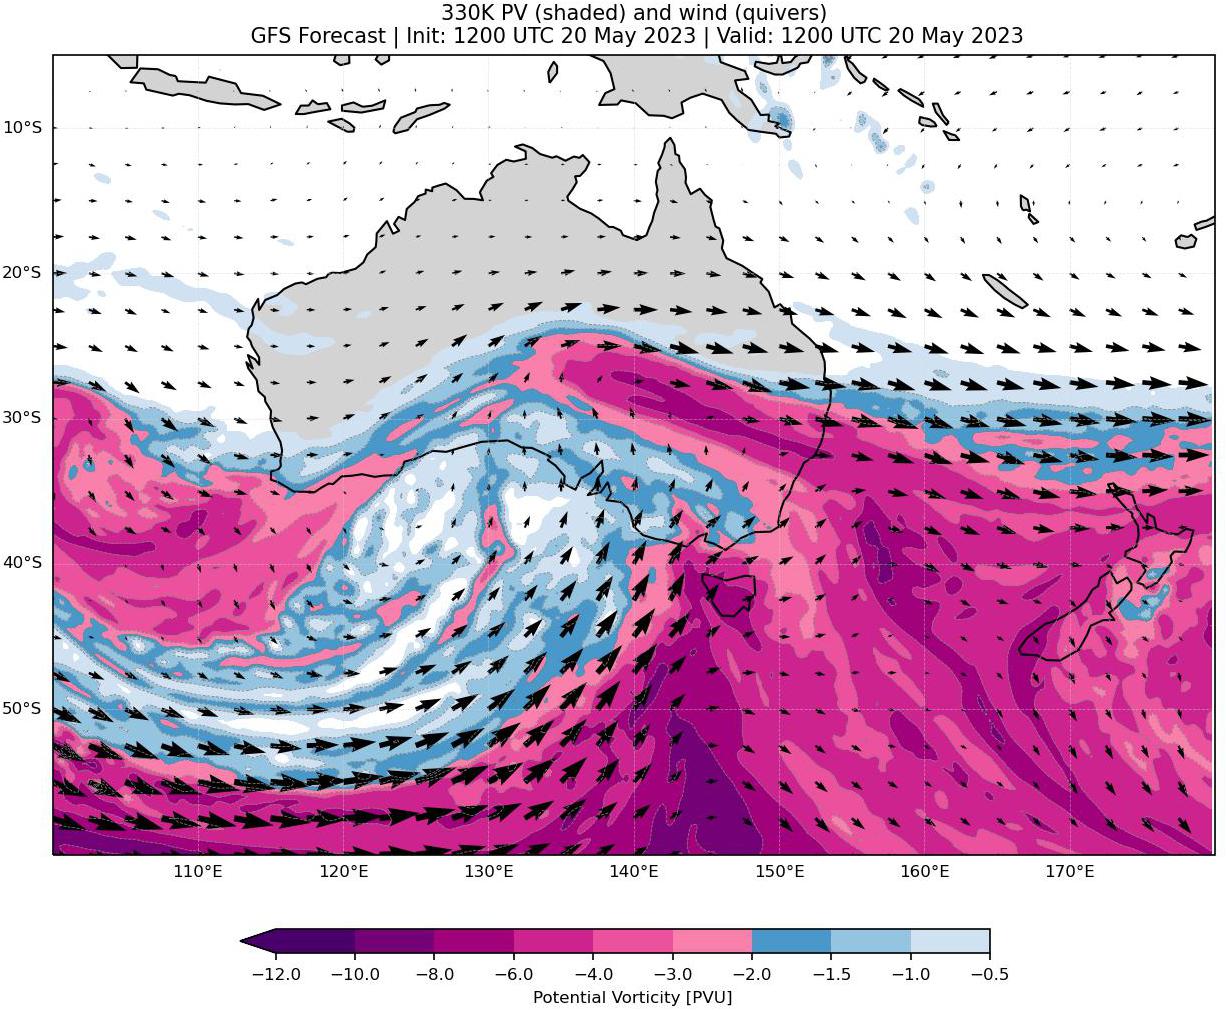 330K PV (shaded) and wind (quivers)
GFS Forecast | Init: 1200 UTC 20 May 2023 | Valid: 1200 UTC 20 May 2023
10°S
20°S
30°S
40°S
50°S
110°E 120°E 130°E 140°E 150°E 160°E 170°E
−12.0 −10.0 −8.0 −6.0 −4.0 −3.0 −2.0 −1.5 −1.0 −0.5
Potential Vorticity [PVU]